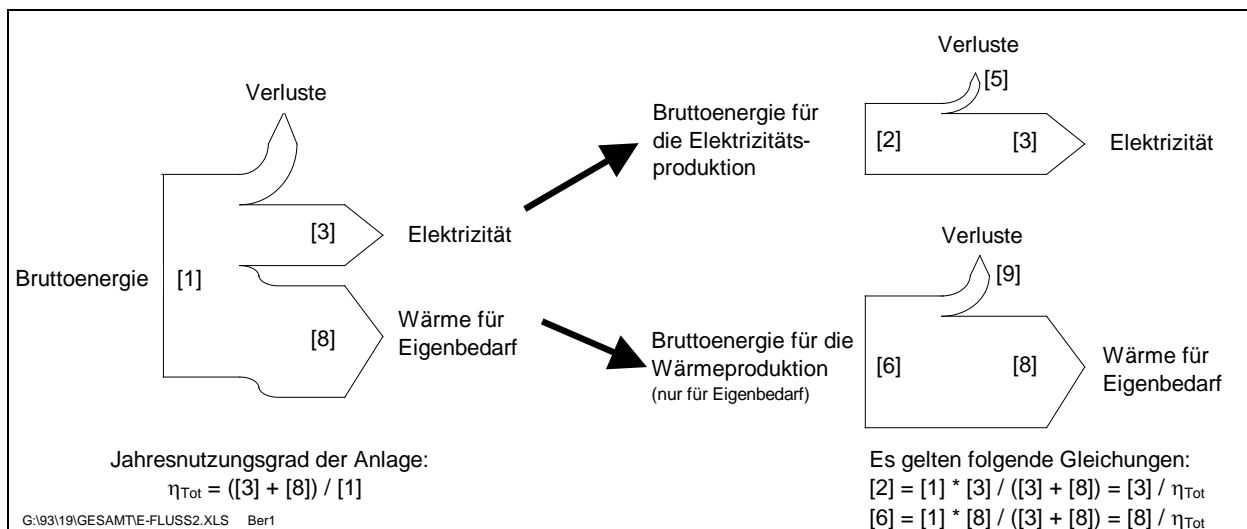 Verluste
[3]
Elektrizität
Bruttoenergie
[1]
[8]
Wärme für
Eigenbedarf
Jahresnutzungsgrad der Anlage:
ηTot = ([3] + [8]) / [1]
G:\93\19\GESAMT\E-FLUSS2.XLS Ber1
Bruttoenergie für
die Elektrizitäts-
produktion
Verluste
[5]
[2]
[3]
Elektrizität
Bruttoenergie für die
Wärmeproduktion
(nur für Eigenbedarf)
Verluste
[9]
[6]
[8]
Wärme für
Eigenbedarf
Es gelten folgende Gleichungen:
[2] = [1] * [3] / ([3] + [8]) = [3] / ηTot
[6] = [1] * [8] / ([3] + [8]) = [8] / ηTot